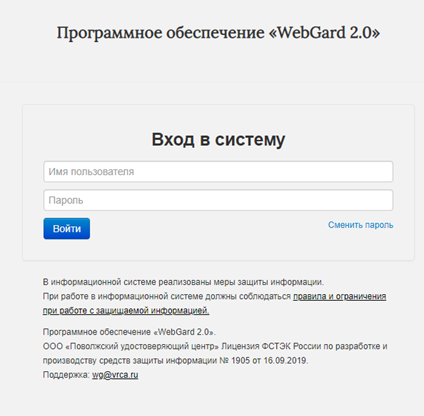 Программное обеспечение «WebGard 2.0»
Вход в систему
Имя пользователя
Пароль
Войти
Сменить пароль
В информационной системе реализованы меры защиты информации.
При работе в информационной системе должны соблюдаться правила и ограничения
при работе с защищаемой информацией.
Программное обеспечение «WebGard 2.0».
ООО «Поволжский удостоверяющий центр» Лицензия ФСТЭК России по разработке и
производству средств защиты информации № 1905 от 16.09.2019.
Поддержка: wg@vrca.ru